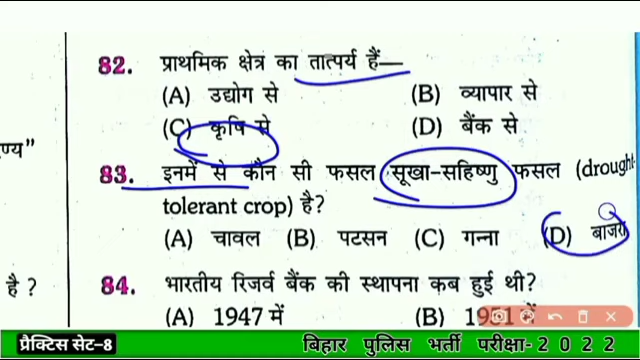 82. प्राथमिक क्षेत्र का तात्पर्य हैं—
(A) उद्योग से (B) व्यापार से
(C) कृषि से (D) बैंक से
ण्य”
83. इनमें से कौन सी फसल सूखा-सहिष्णु फसल (drought-
tolerant crop) है?
(A) चावल (B) पटसन (C) गन्ना (D) बाजरा
है ? 84. भारतीय रिजर्व बैंक की स्थापना कब हुई थी?
(A) 1947 में (B) 1951 में
प्रैक्टिस सेट-8 बिहार पुलिस भर्ती परीक्षा-2022